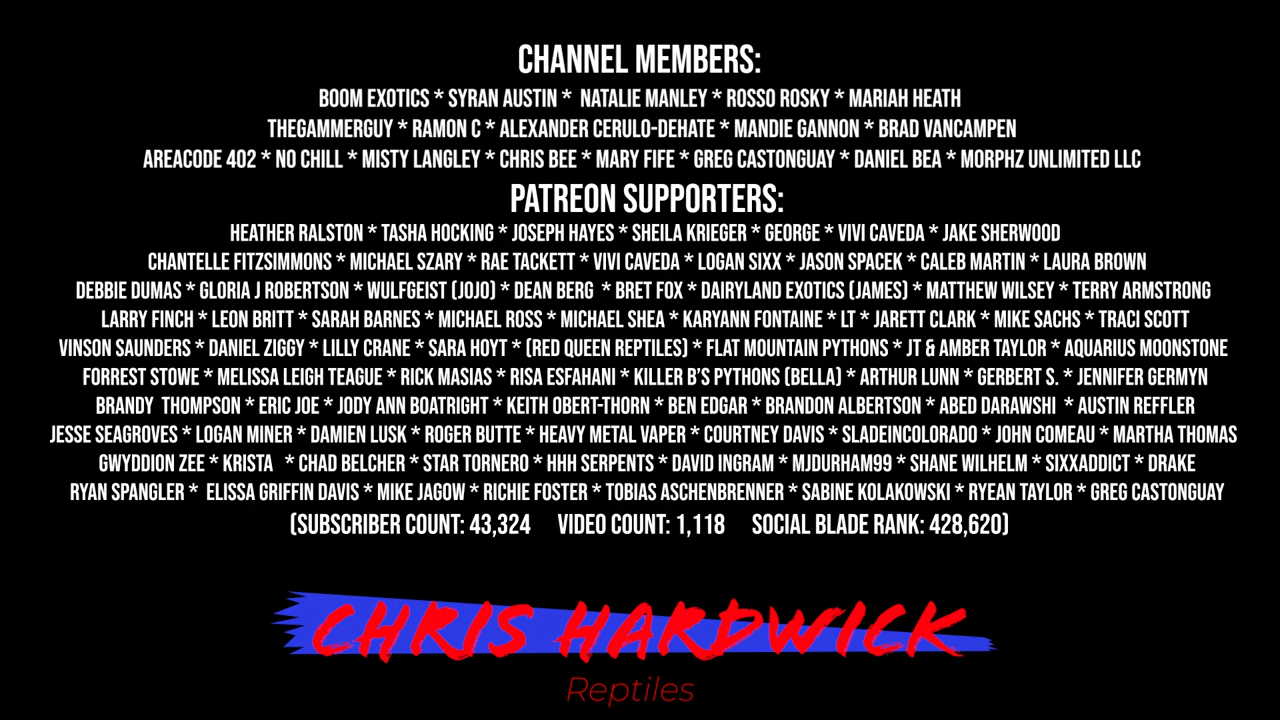 CHANNEL MEMBERS:
BOOM EXOTICS * SYRAN AUSTIN * NATALIE MANLEY * ROSSO ROSKY * MARIAH HEATH
THEGAMMERGUY * RAMON C * ALEXANDER CERULO-DEHATE * MANDIE GANNON * BRAD VANCAMPEN
AREACODE 402 * NO CHILL * MISTY LANGLEY * CHRIS BEE * MARY FIFE * GREG CASTONGUAY * DANIEL BEA * MORPHZ UNLIMITED LLC
PATREON SUPPORTERS:
HEATHER RALSTON * TASHA HOCKING * JOSEPH HAYES * SHEILA KRIEGER * GEORGE * VIVI CAVEDA * JAKE SHERWOOD
CHANTELLE FITZSIMMONS * MICHAEL SZARY * RAE TACKETT * VIVI CAVEDA * LOGAN SIXX * JASON SPACEK * CALEB MARTIN * LAURA BROWN
DEBBIE DUMAS * GLORIA J ROBERTSON * WULFGEIST (JOJO) * DEAN BERG * BRET FOX * DAIRYLAND EXOTICS (JAMES) * MATTHEW WILSEY * TERRY ARMSTRONG
LARRY FINCH * LEON BRITT * SARAH BARNES * MICHAEL ROSS * MICHAEL SHEA * KARYANN FONTAINE * LT * JARETT CLARK * MIKE SACHS * TRACI SCOTT
VINSON SAUNDERS * DANIEL ZIGGY * LILLY CRANE * SARA HOYT * (RED QUEEN REPTILES) * FLAT MOUNTAIN PYTHONS * JT & AMBER TAYLOR * AQUARIUS MOONSTONE
FORREST STOWE * MELISSA LEIGH TEAGUE * RICK MASIAS * RISA ESFAHANI * KILLER B'S PYTHONS (BELLA) * ARTHUR LUNN * GERBERT S. * JENNIFER GERMYN
BRANDY THOMPSON * ERIC JOE * JODY ANN BOATRIGHT * KEITH OBERT-THORN * BEN EDGAR * BRANDON ALBERTSON * ABED DARAWSHI * AUSTIN REFFLER
JESSE SEAGROVES * LOGAN MINER * DAMIEN LUSK * ROGER BUTTE * HEAVY METAL VAPER * COURTNEY DAVIS * SLADEINCOLORADO * JOHN COMEAU * MARTHA THOMAS
GWYDDION ZEE * KRISTA * CHAD BELCHER * STAR TORNERO * HHH SERPENTS * DAVID INGRAM * MJDURHAM99 * SHANE WILHELM * SIXXADDICT * DRAKE
RYAN SPANGLER * ELISSA GRIFFIN DAVIS * MIKE JAGOW * RICHIE FOSTER * TOBIAS ASCHENBRENNER * SABINE KOLAKOWSKI * RYEAN TAYLOR * GREG CASTONGUAY
(SUBSCRIBER COUNT: 43,324 VIDEO COUNT: 1,118 SOCIAL BLADE RANK: 428,620)
CHRIS HARDWICK
Reptiles